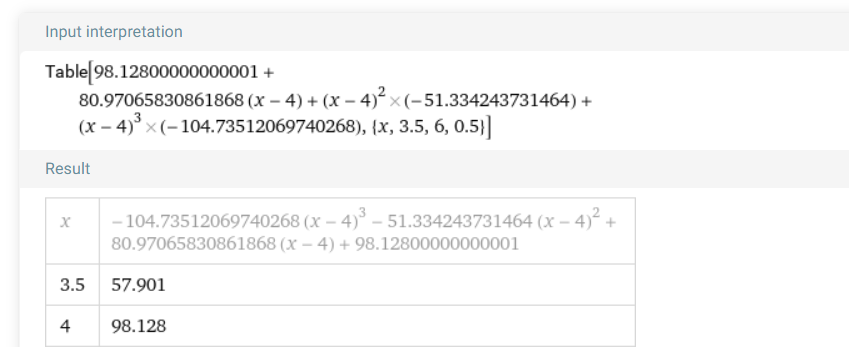 Input interpretation
Table[98.12800000000001 +
80.97065830861868 (x – 4) + (x – 4)² × (–51.334243731464) +
(x – 4)³ × (–104.73512069740268), {x, 3.5, 6, 0.5}]
Result
x
–104.73512069740268 (x – 4)³ – 51.334243731464 (x – 4)² +
80.97065830861868 (x – 4) + 98.12800000000001
3.5 57.901
4 98.128